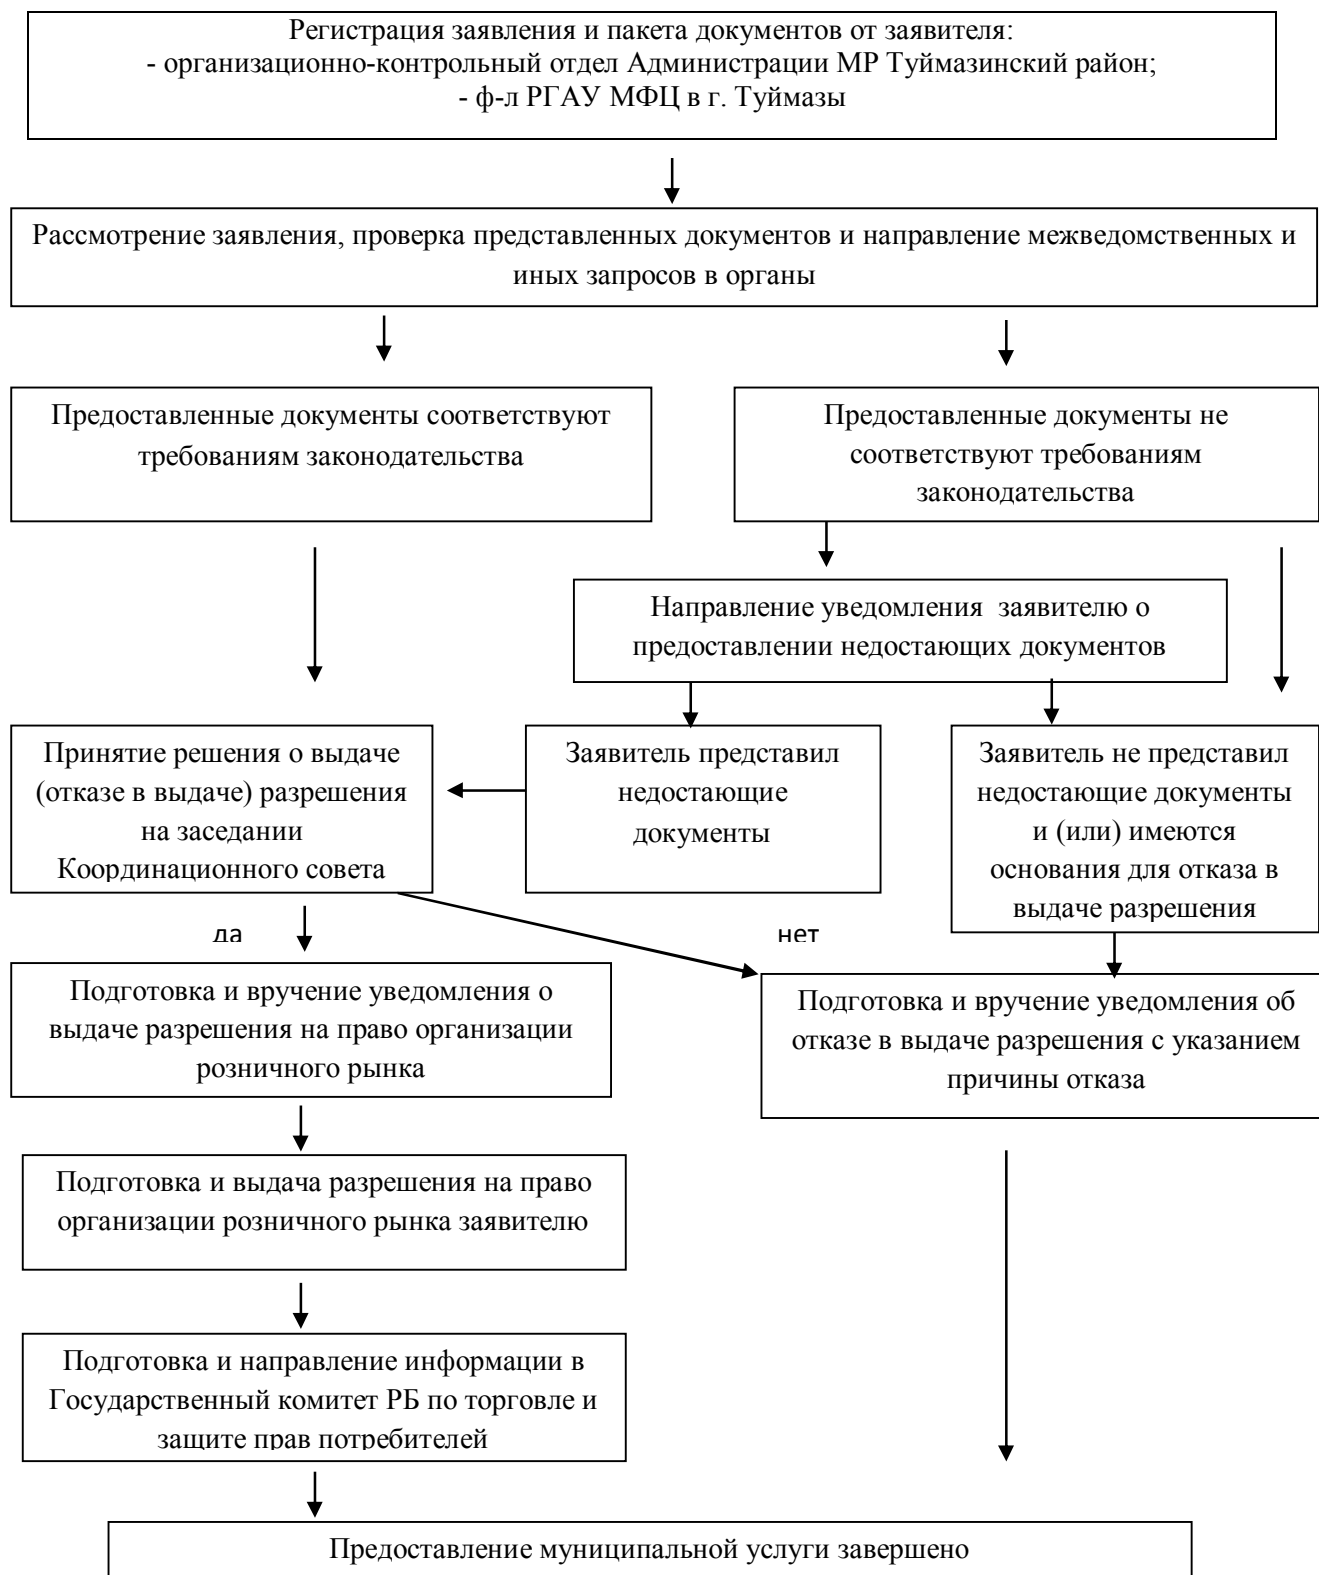 Регистрация заявления и пакета документов от заявителя:
- организационно-контрольный отдел Администрации МР Туймазинский район;
- ф-л РГАУ МФЦ в г. Туймазы
Рассмотрение заявления, проверка представленных документов и направление межведомственных и
иных запросов в органы
Предоставленные документы соответствуют
требованиям законодательства
Предоставленные документы не
соответствуют требованиям
законодательства
Направление уведомления  заявителю о
предоставлении недостающих документов
Принятие решения о выдаче
(отказе в выдаче) разрешения
на заседании
Координационного совета
Заявитель представил
недостающие
документы
Заявитель не представил
недостающие документы
и (или) имеются
основания для отказа в
выдаче разрешения
да
нет
Подготовка и вручение уведомления о
выдаче разрешения на право организации
розничного рынка
Подготовка и вручение уведомления об
отказе в выдаче разрешения с указанием
причины отказа
Подготовка и выдача разрешения на право
организации розничного рынка заявителю
Подготовка и направление информации в
Государственный комитет РБ по торговле и
защите прав потребителей
Предоставление муниципальной услуги завершено